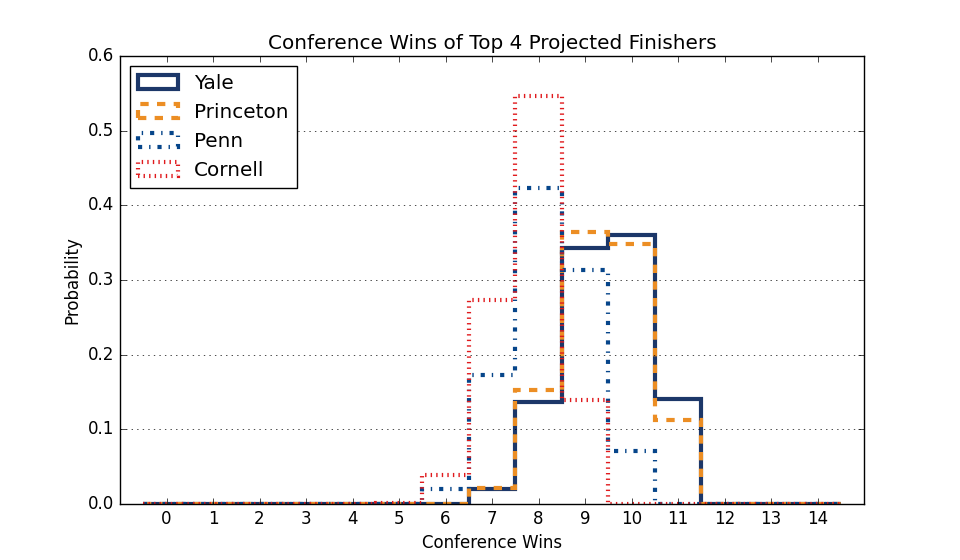 Conference Wins of Top 4 Projected Finishers
0.6
0.5
0.4
0.3
0.2
0.1
0.0
Probability
Yale
Princeton
Penn
Cornell
0 1 2 3 4 5 6 7 8 9 10 11 12 13 14
Conference Wins